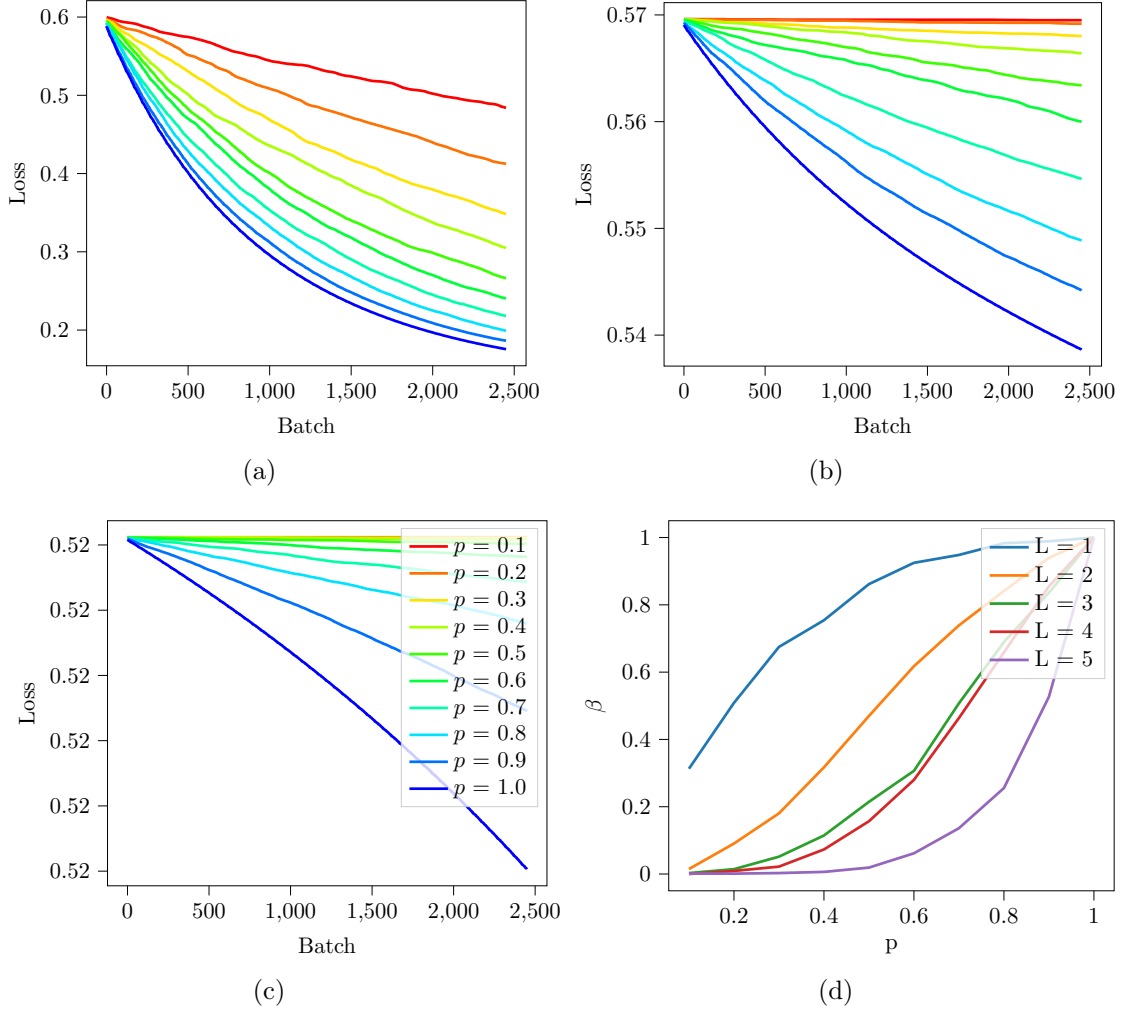 0.6
0.5
0.4
0.3
0.2
Loss
0
500
1,000
1,500
2,000
2,500
Batch
(a)
0.57
0.56
0.55
0.54
Loss
0
500
1,000
1,500
2,000
2,500
Batch
(b)
0.52
0.52
0.52
0.52
0.52
0.52
Loss
0
500
1,000
1,500
2,000
2,500
Batch
p = 0.1
p = 0.2
p = 0.3
p = 0.4
p = 0.5
p = 0.6
p = 0.7
p = 0.8
p = 0.9
p = 1.0
(c)
1
0.8
0.6
0.4
0.2
0
β
0.2
0.4
0.6
0.8
1
p
L = 1
L = 2
L = 3
L = 4
L = 5
(d)